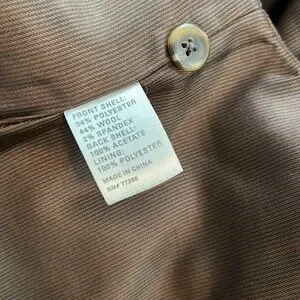 FRONT SHELL:
54% POLYESTER
44% WOOL
2% SPANDEX
BACK SHELL:
100% ACETATE
LINING:
100% POLYESTER
MADE IN CHINA
RN# 77388